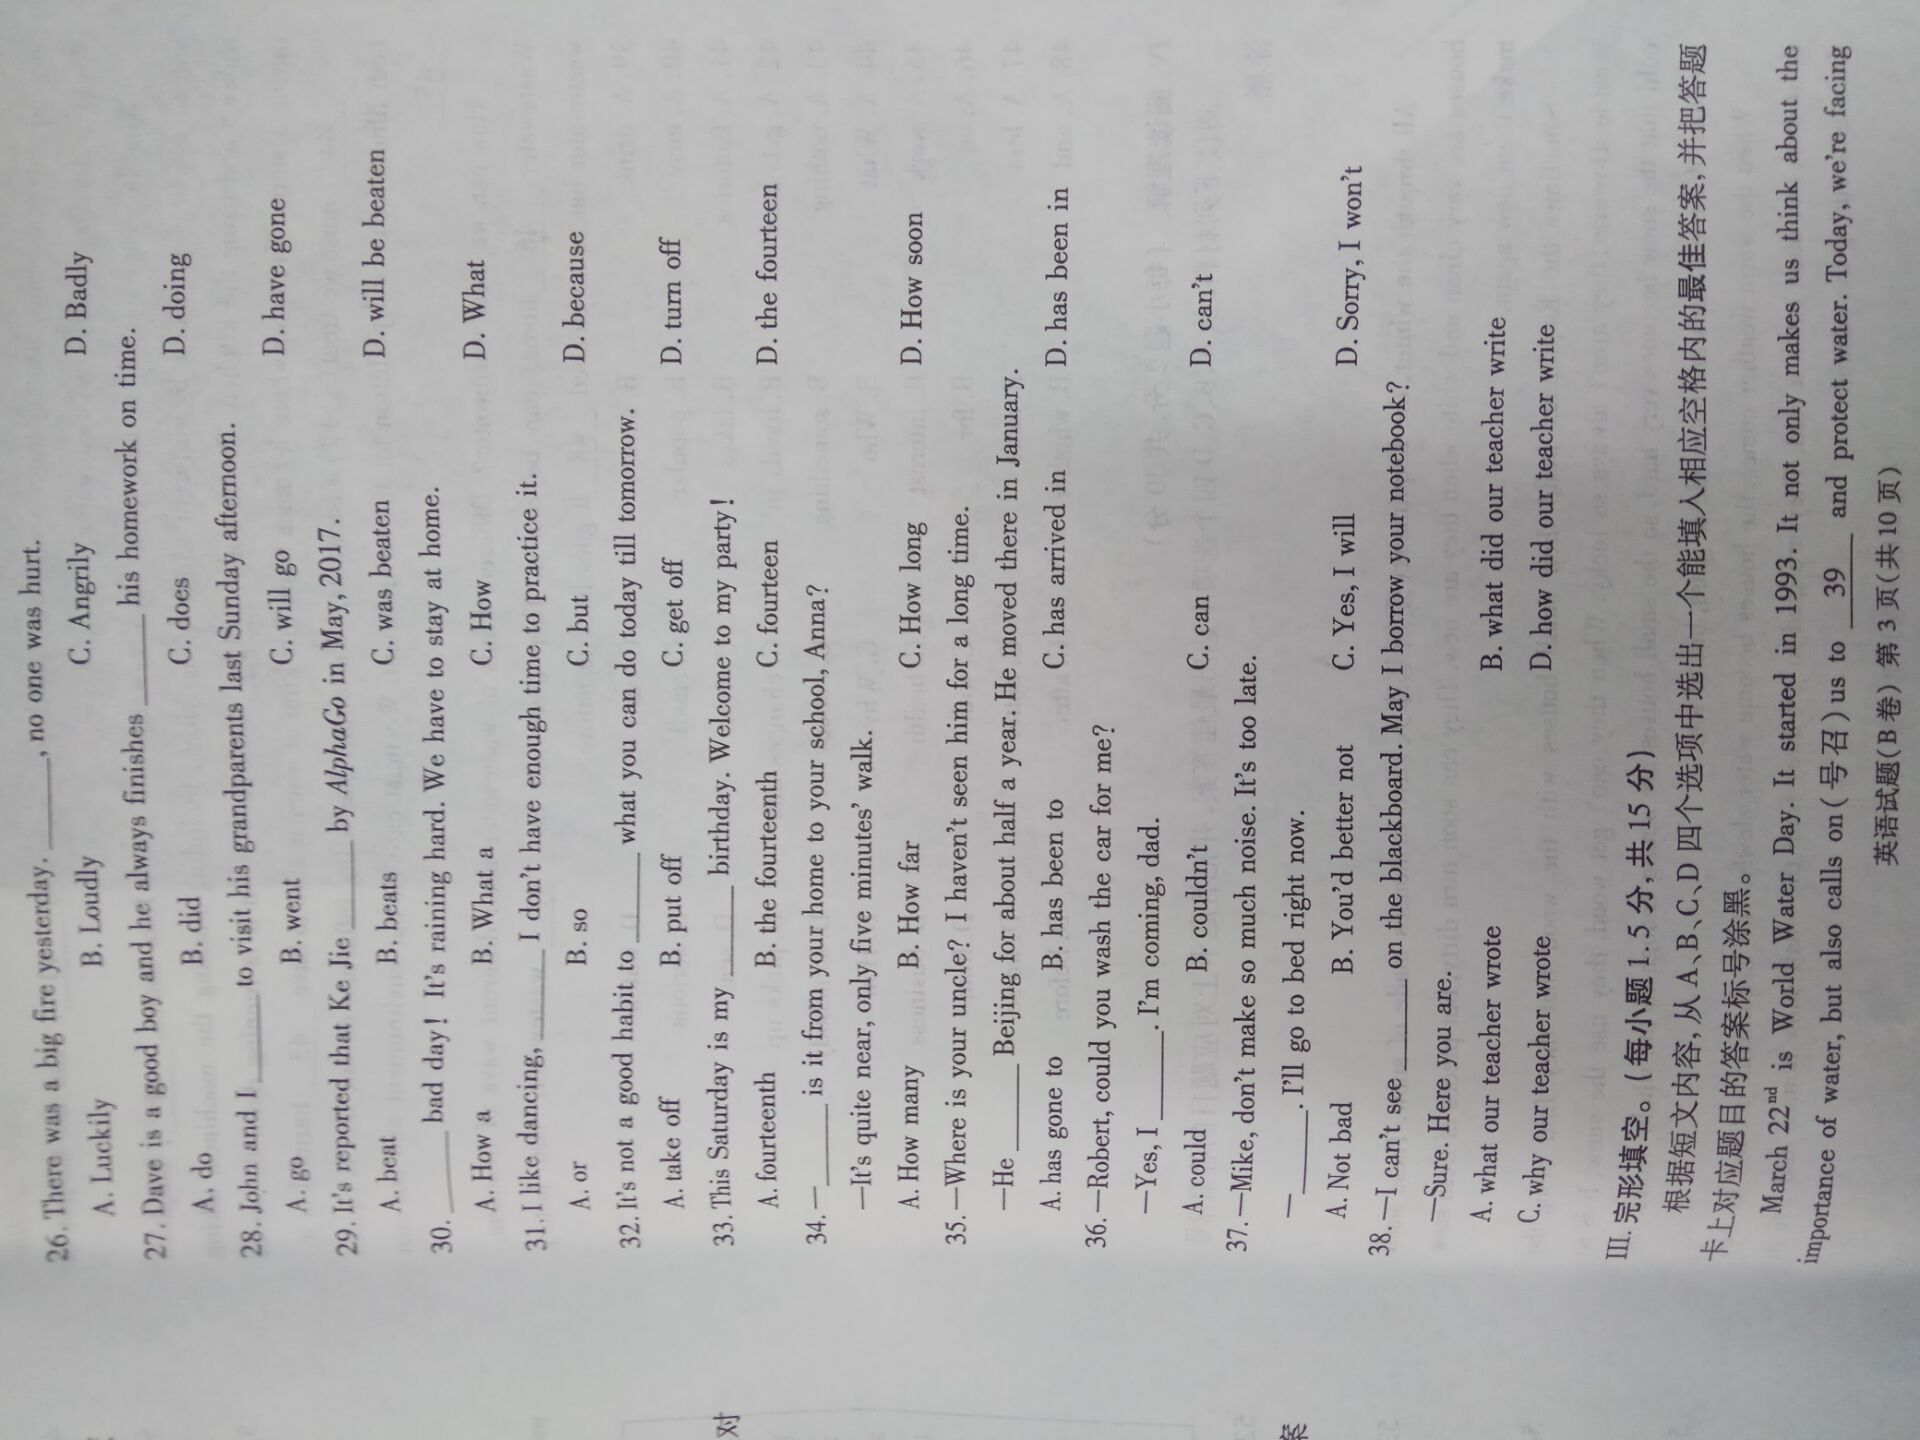 26. There was a big fire yesterday. ______, no one was hurt.
A. Luckily B. Loudly C. Angrily D. Badly
27. Dave is a good boy and he always finishes ______ his homework on time.
A. do B. did C. does D. doing
28. John and I ______ to visit his grandparents last Sunday afternoon.
A. go B. went C. will go D. have gone
29. It's reported that Ke Jie ______ by AlphaGo in May, 2017.
A. beat B. beats C. was beaten D. will be beaten
30. ______ bad day! It's raining hard. We have to stay at home.
A. How a B. What a C. How D. What
31. I like dancing, ______ I don't have enough time to practice it.
A. or B. so C. but D. because
32. It's not a good habit to ______ what you can do today till tomorrow.
A. take off B. put off C. get off D. turn off
33. This Saturday is my ______ birthday. Welcome to my party!
A. fourteenth B. the fourteenth C. fourteen D. the fourteen
34. —______ is it from your home to your school, Anna?
—It's quite near, only five minutes' walk.
A. How many B. How far C. How long D. How soon
35. —Where is your uncle? I haven't seen him for a long time.
—He ______ Beijing for about half a year. He moved there in January.
A. has gone to B. has been to C. has arrived in D. has been in
36. —Robert, could you wash the car for me?
—Yes, I ______. I'm coming, dad.
A. could B. couldn't C. can D. can't
37. —Mike, don't make so much noise. It's too late.
—______. I'll go to bed right now.
A. Not bad B. You'd better not C. Yes, I will D. Sorry, I won't
38. —I can't see ______ on the blackboard. May I borrow your notebook?
—Sure. Here you are.
A. what our teacher wrote B. what did our teacher write
C. why our teacher wrote D. how did our teacher write
III. 完形填空。(每小题 1.5 分,共 15 分)
根据短文内容,从 A、B、C、D 四个选项中选出一个能填入相应空格内的最佳答案,并把答题
卡上对应题目的答案标号涂黑。
March 22nd is World Water Day. It started in 1993. It not only makes us think about the
importance of water, but also calls on (号召) us to 39 and protect water. Today, we're facing
英语试题(B 卷) 第 3 页(共 10 页)
对
案